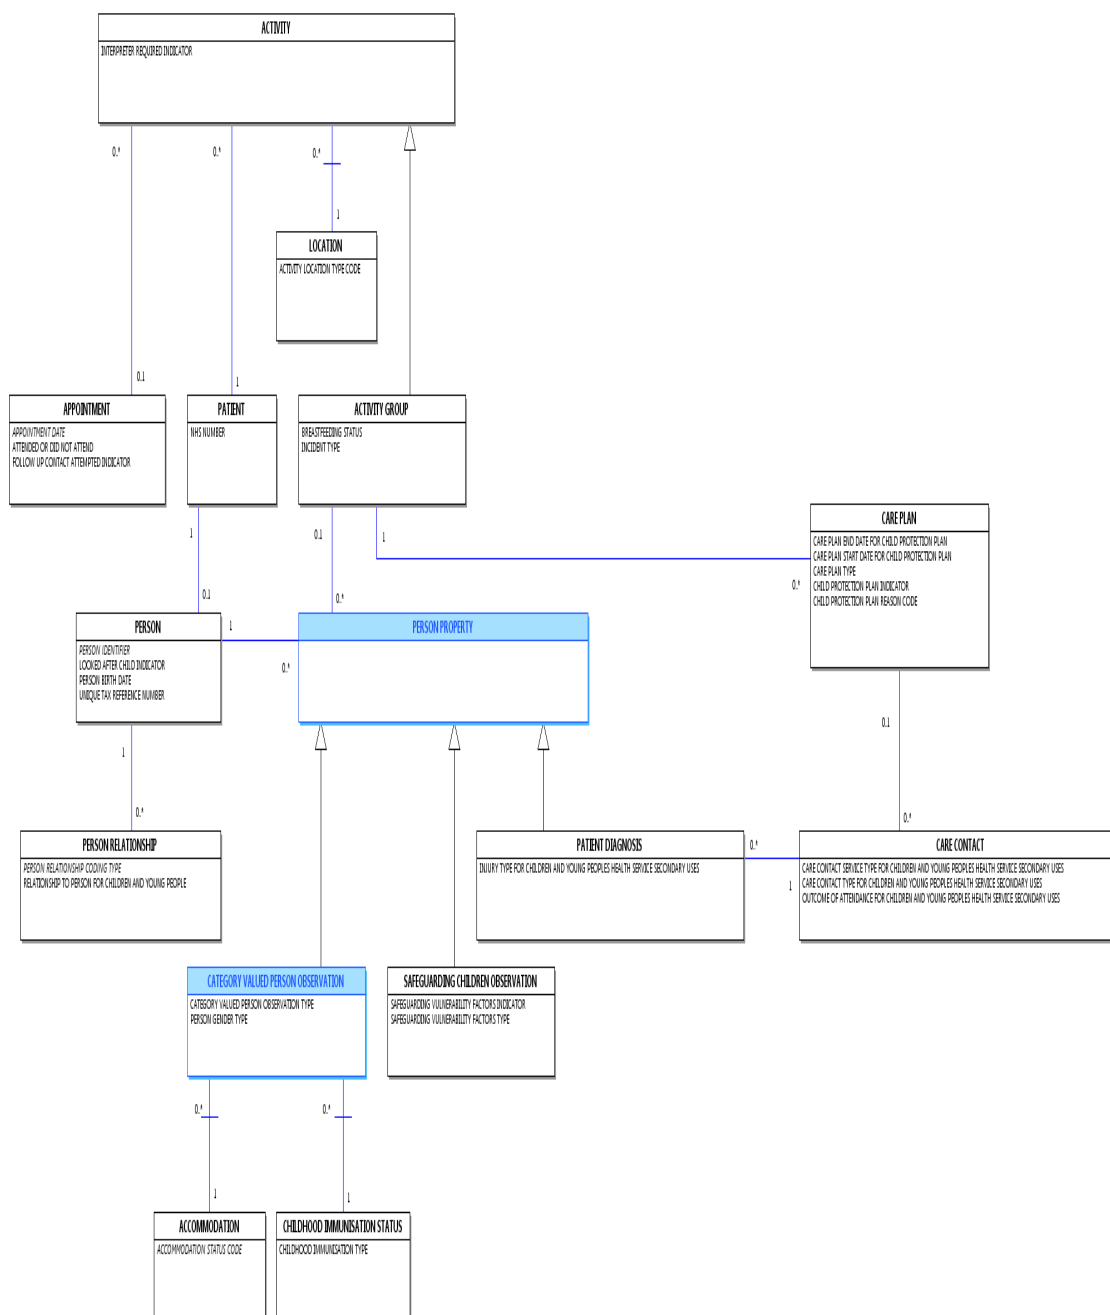 ACTIVITY
INTERPRETER REQUIRED INDICATOR
0..*
0..*
0..*
1
LOCATION
ACTIVITY LOCATION TYPE CODE
0..1
1
APPOINTMENT
APPOINTMENT DATE
ATTENDED OR DID NOT ATTEND
FOLLOW UP CONTACT ATTEMPTED INDICATOR
PATIENT
NHS NUMBER
ACTIVITY GROUP
BREASTFEEDING STATUS
INCIDENT TYPE
1
0..1
1
CARE PLAN
CARE PLAN END DATE FOR CHILD PROTECTION PLAN
CARE PLAN START DATE FOR CHILD PROTECTION PLAN
CARE PLAN TYPE
CHILD PROTECTION PLAN INDICATOR
CHILD PROTECTION PLAN REASON CODE
0..*
0..1
0..*
PERSON
PERSON IDENTIFIER
LOOKED AFTER CHILD INDICATOR
PERSON BIRTH DATE
UNIQUE TAX REFERENCE NUMBER
1
0..*
PERSON PROPERTY
1
0..*
0..1
0..*
PERSON RELATIONSHIP
PERSON RELATIONSHIP CODING TYPE
RELATIONSHIP TO PERSON FOR CHILDREN AND YOUNG PEOPLE
PATIENT DIAGNOSIS
INJURY TYPE FOR CHILDREN AND YOUNG PEOPLES HEALTH SERVICE SECONDARY USES
0..*
1
CARE CONTACT
CARE CONTACT SERVICE TYPE FOR CHILDREN AND YOUNG PEOPLES HEALTH SERVICE SECONDARY USES
CARE CONTACT TYPE FOR CHILDREN AND YOUNG PEOPLES HEALTH SERVICE SECONDARY USES
OUTCOME OF ATTENDANCE FOR CHILDREN AND YOUNG PEOPLES HEALTH SERVICE SECONDARY USES
CATEGORY VALUED PERSON OBSERVATION
CATEGORY VALUED PERSON OBSERVATION TYPE
PERSON GENDER TYPE
SAFEGUARDING CHILDREN OBSERVATION
SAFEGUARDING VULNERABILITY FACTORS INDICATOR
SAFEGUARDING VULNERABILITY FACTORS TYPE
0..*
0..*
1
1
ACCOMMODATION
ACCOMMODATION STATUS CODE
CHILDHOOD IMMUNISATION STATUS
CHILDHOOD IMMUNISATION TYPE